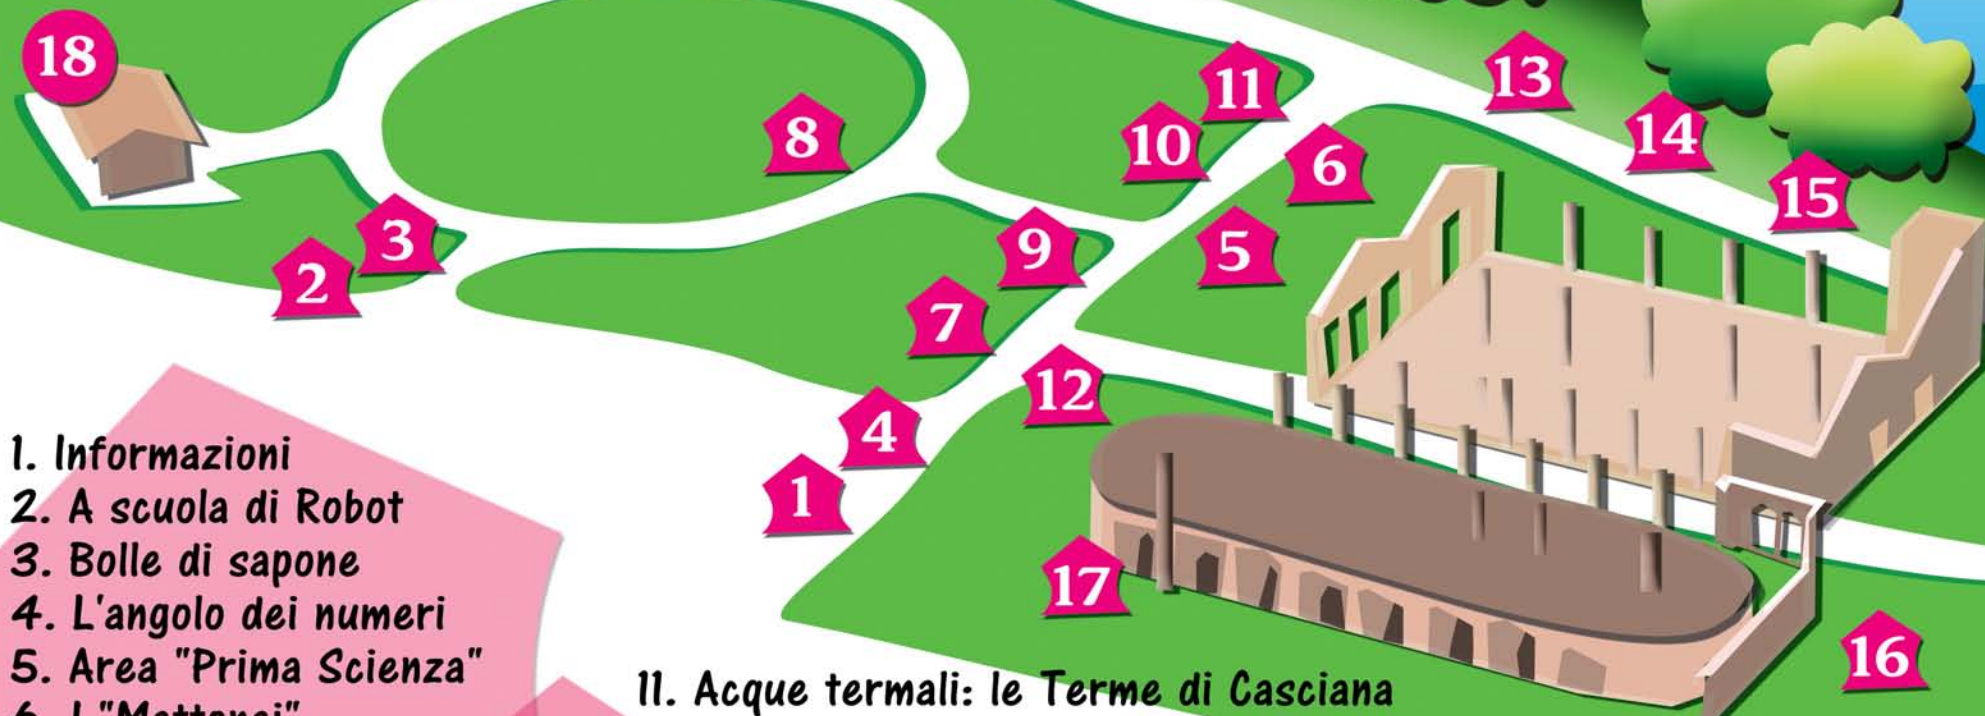 18
11
13
8
10
6
14
15
3
9
5
2
7
12
4
1
17
16
1. Informazioni
2. A scuola di Robot
3. Bolle di sapone
4. L'angolo dei numeri
5. Area "Prima Scienza"
6. I "Mattonci"
11. Acque termali: le Terme di Casciana